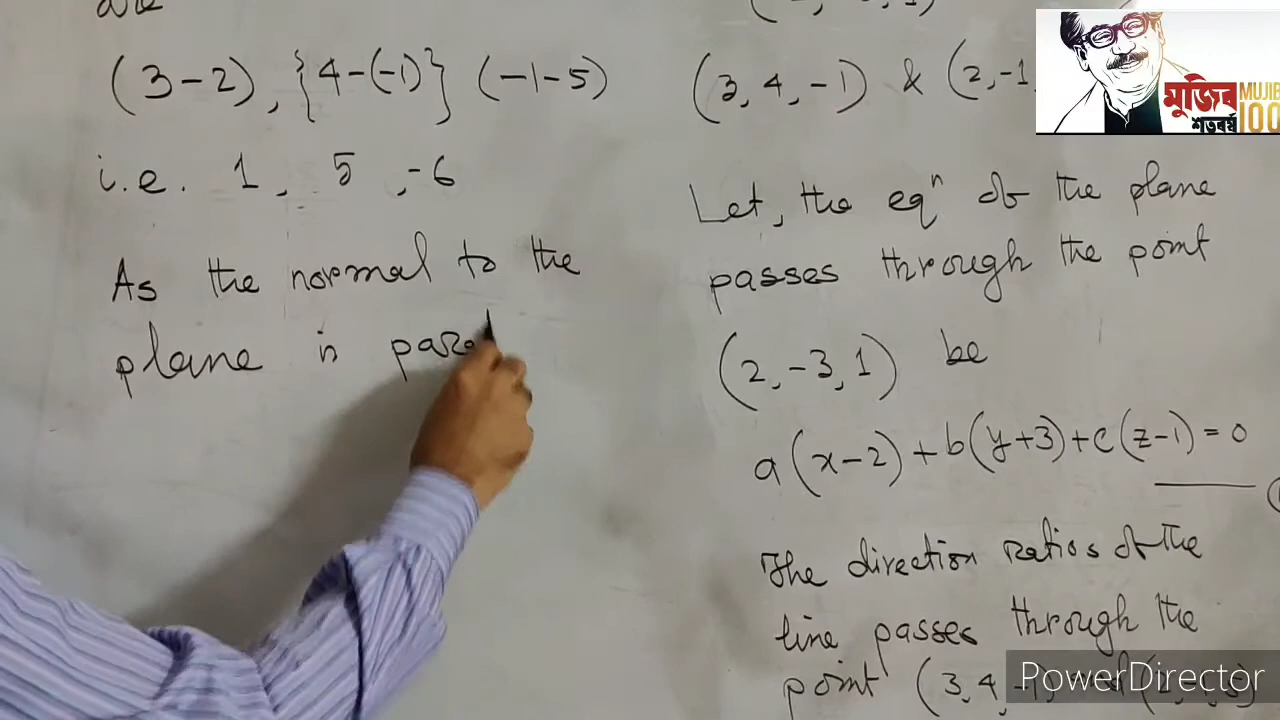 are
(3-2), {4-(-1)} (-1-5)
i.e. 1, 5, -6
As the normal to the
plane is para
(3, 4, -1) & (2, -1,
Let, the eqⁿ of the plane
passes through the point
(2, -3, 1) be
a(x-2)+b(y+3)+c(z-1)=0
The direction ratios of the
line passes through the
point (3, 4, -1)
মুজিব
শতবর্ষ
MUJIB
100
PowerDirector